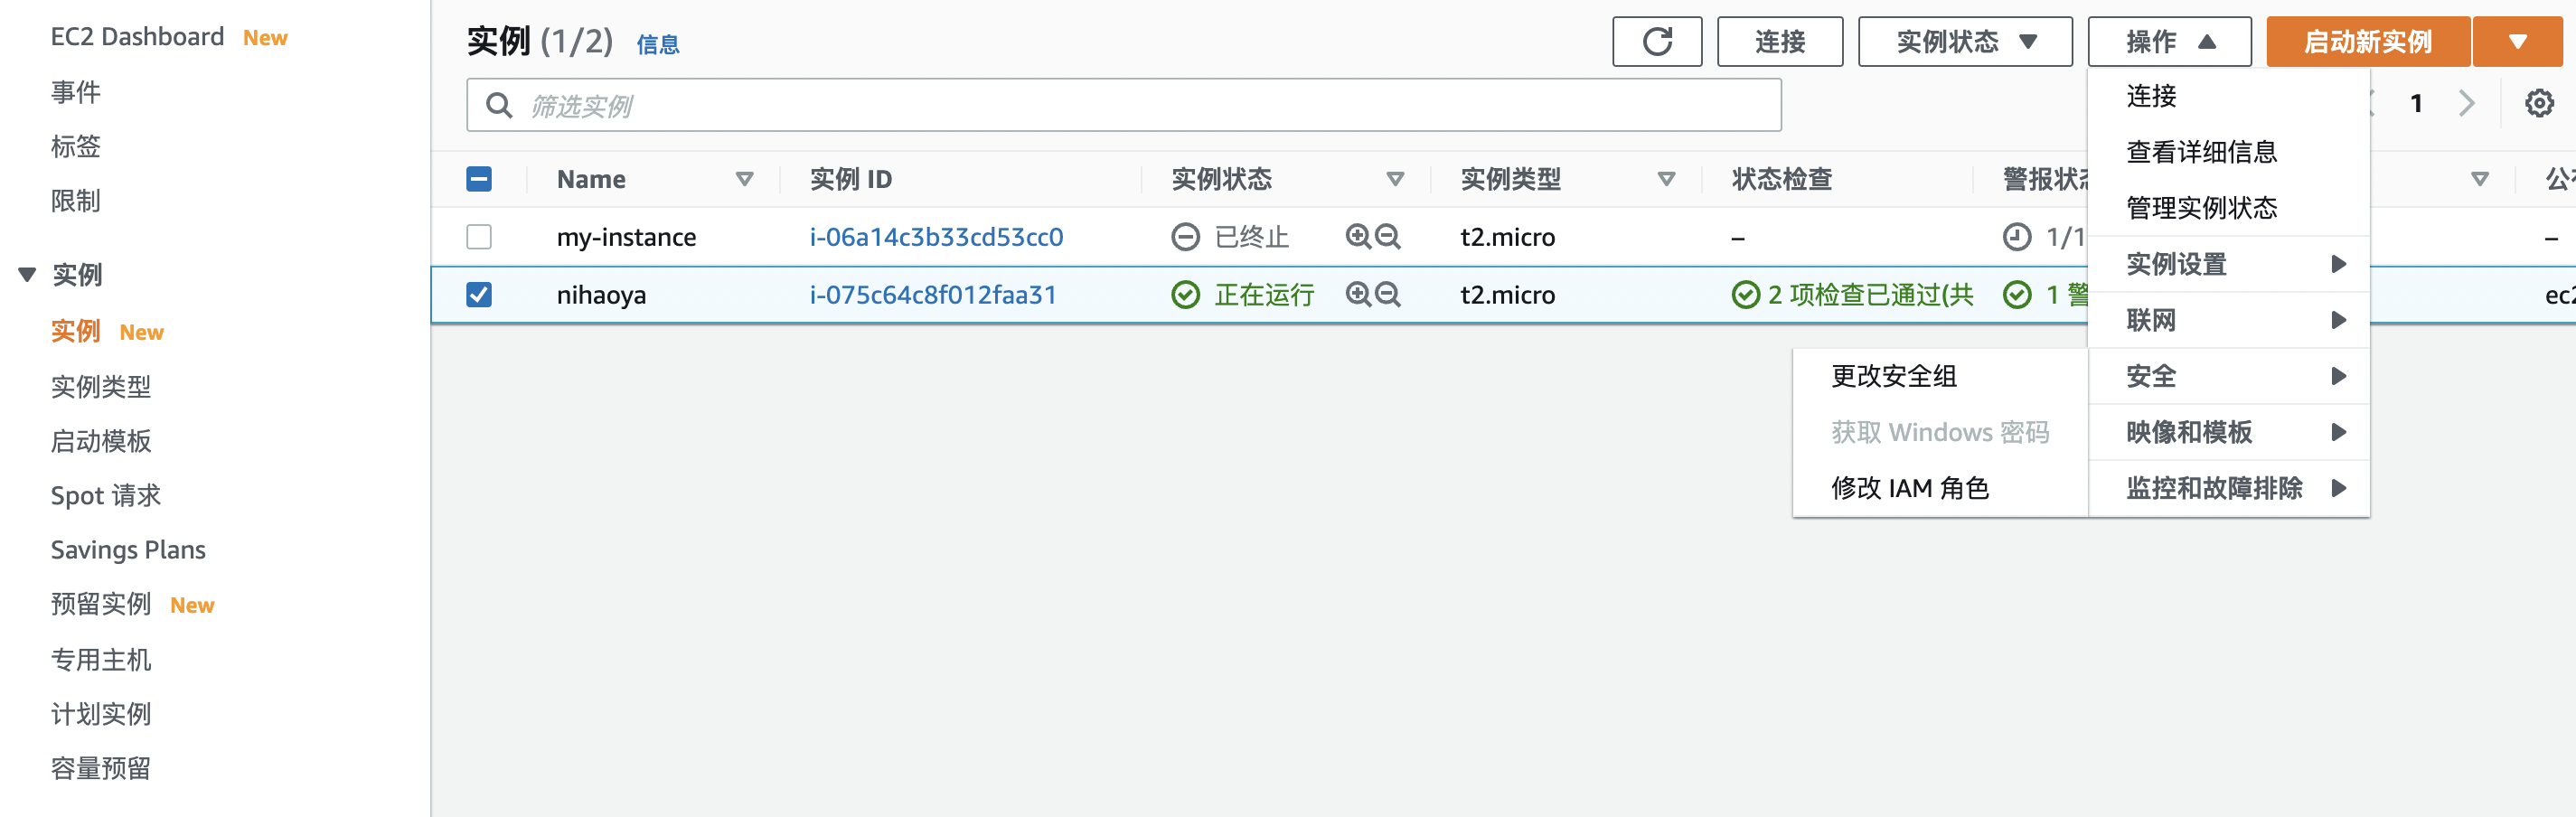 EC2 Dashboard New
事件
标签
限制
实例
实例 New
实例类型
启动模板
Spot 请求
Savings Plans
预留实例 New
专用主机
计划实例
容量预留
实例 (1/2) 信息
连接 实例状态 操作 启动新实例
筛选实例
1
Name 实例 ID 实例状态 实例类型 状态检查 警报状态
my-instance i-06a14c3b33cd53cc0 已终止 t2.micro – 1/1 –
nihaoya i-075c64c8f012faa31 正在运行 t2.micro 2 项检查已通过(共 1 警 ec2
连接
查看详细信息
管理实例状态
实例设置
联网
安全
映像和模板
监控和故障排除
更改安全组
获取 Windows 密码
修改 IAM 角色